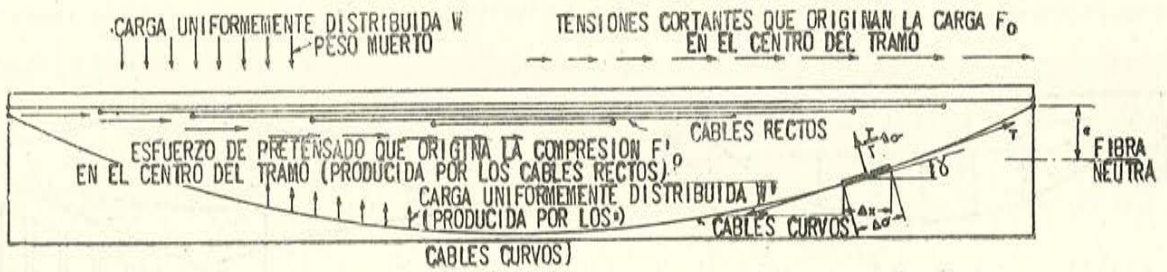 CARGA UNIFORMEMENTE DISTRIBUIDA W
PESO MUERTO
TENSIONES CORTANTES QUE ORIGINAN LA CARGA F₀
EN EL CENTRO DEL TRAMO
CABLES RECTOS
ESFUERZO DE PRETENSADO QUE ORIGINA LA COMPRESION F'₀
EN EL CENTRO DEL TRAMO (PRODUCIDA POR LOS CABLES RECTOS)
CARGA UNIFORMEMENTE DISTRIBUIDA W'
(PRODUCIDA POR LOS
CABLES CURVOS)
CABLES CURVOS
T
e
FIBRA
NEUTRA
γ
Δx
Δσ